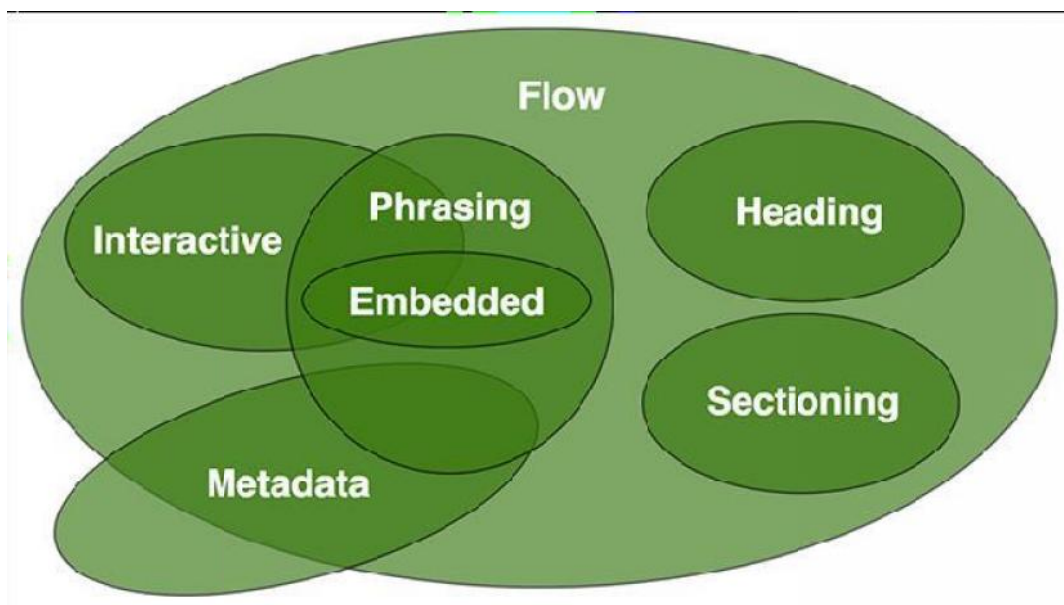 Flow
Phrasing
Heading
Interactive
Embedded
Sectioning
Metadata